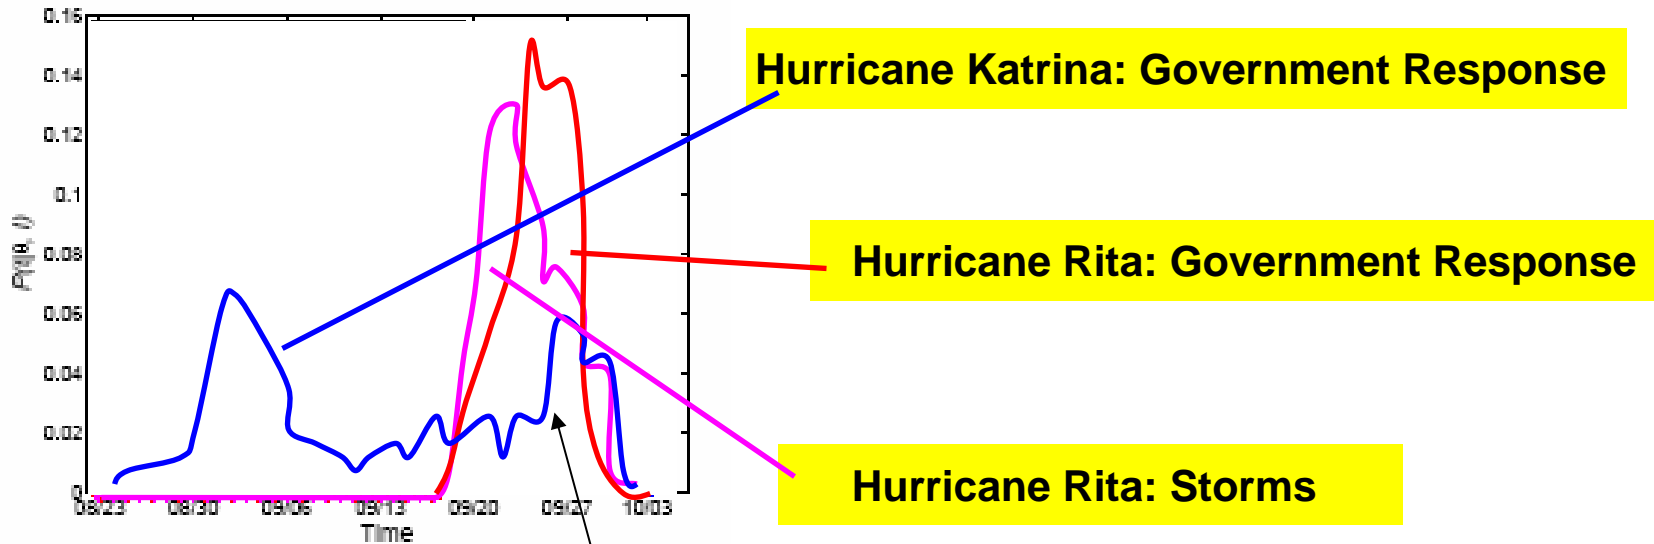 0.16
0.14
0.12
0.1
0.08
0.06
0.04
0.02
0
08/23 08/30 09/06 09/13 09/20 09/27 10/03
Time
Hurricane Katrina: Government Response
Hurricane Rita: Government Response
Hurricane Rita: Storms